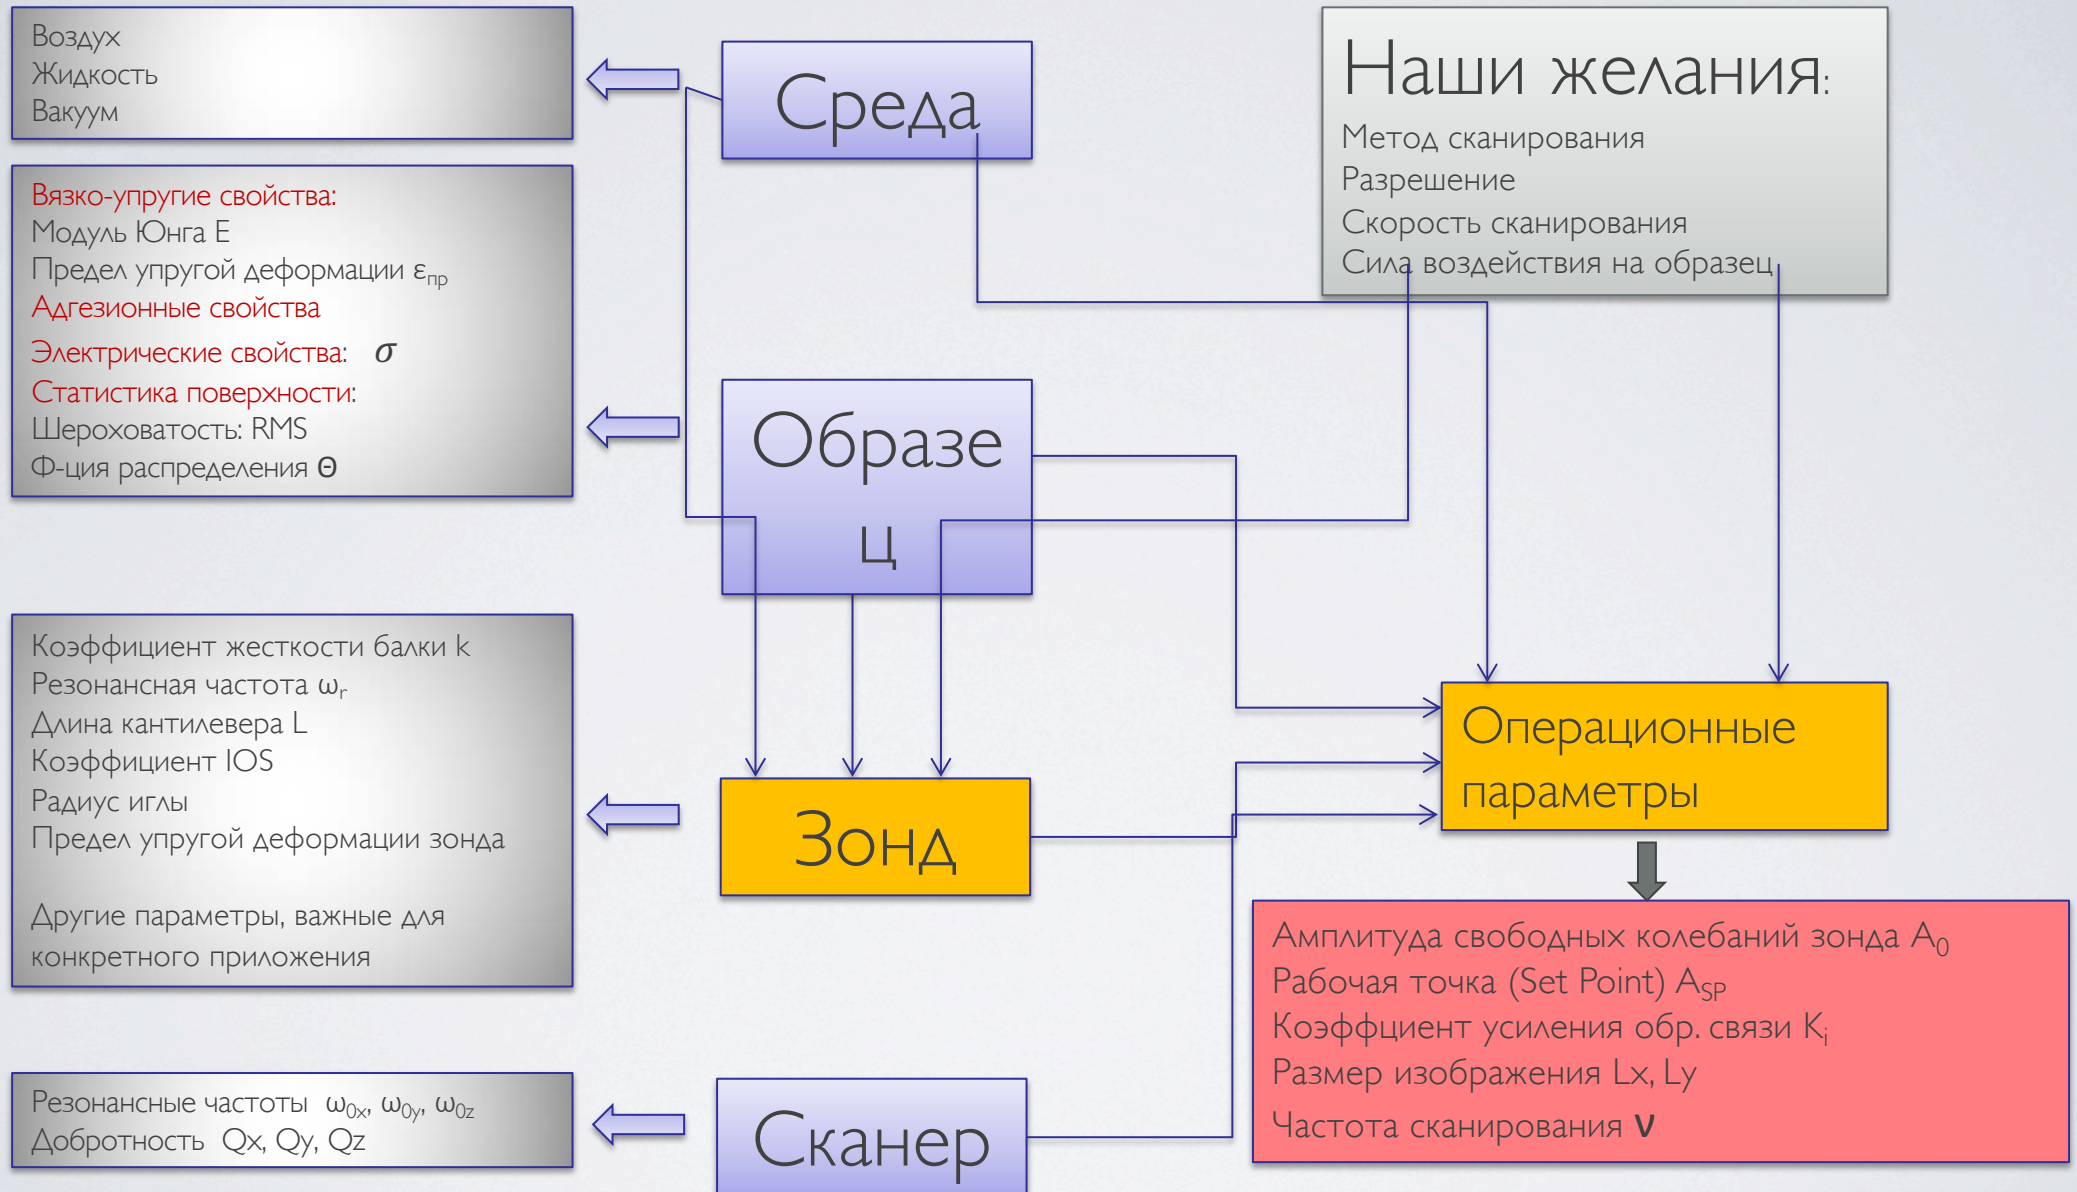 Воздух
Жидкость
Вакуум
Среда
Наши желания:
Метод сканирования
Разрешение
Скорость сканирования
Сила воздействия на образец
Вязко-упругие свойства:
Модуль Юнга Е
Предел упругой деформации εпр
Адгезионные свойства
Электрические свойства: σ
Статистика поверхности:
Шероховатость: RMS
Ф-ция распределения Θ
Образе
ц
Коэффициент жесткости балки k
Резонансная частота ωr
Длина кантилевера L
Коэффициент IOS
Радиус иглы
Предел упругой деформации зонда
Другие параметры, важные для
конкретного приложения
Зонд
Операционные
параметры
Амплитуда свободных колебаний зонда A0
Рабочая точка (Set Point) ASP
Коэффциент усиления обр. связи Ki
Размер изображения Lx, Ly
Частота сканирования ν
Резонансные частоты ω0x, ω0y, ω0z
Добротность Qx, Qy, Qz
Сканер